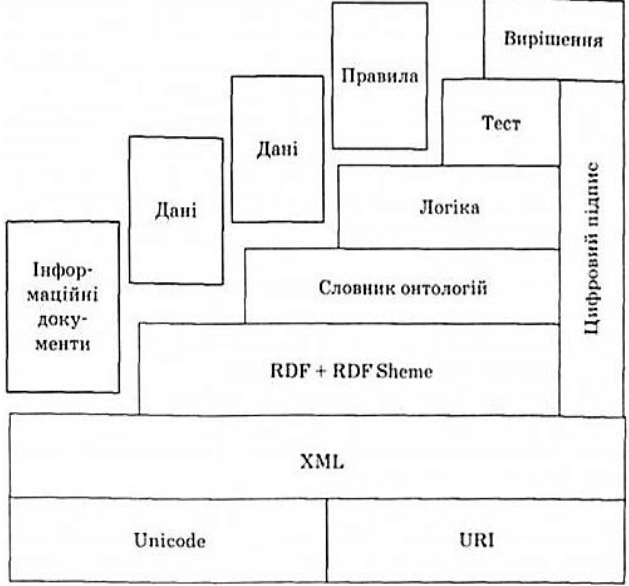 Вирішення
Правила
Тест
Дані
Дані
Логіка
Цифровий підпис
Інфор-
маційні
доку-
менти
Словник онтологій
RDF + RDF Sheme
XML
Unicode
URI